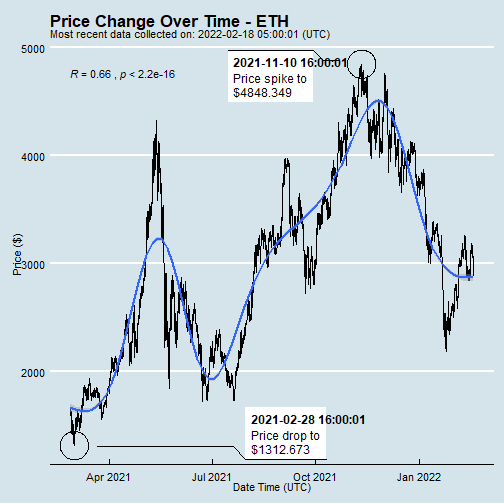 Price Change Over Time - ETH
Most recent data collected on: 2022-02-18 05:00:01 (UTC)
5000
2021-11-10 16:00:01
Price spike to
$4848.349
R = 0.66 , p < 2.2e-16
4000
Price ($)
3000
2000
2021-02-28 16:00:01
Price drop to
$1312.673
Apr 2021
Jul 2021
Oct 2021
Jan 2022
Date Time (UTC)